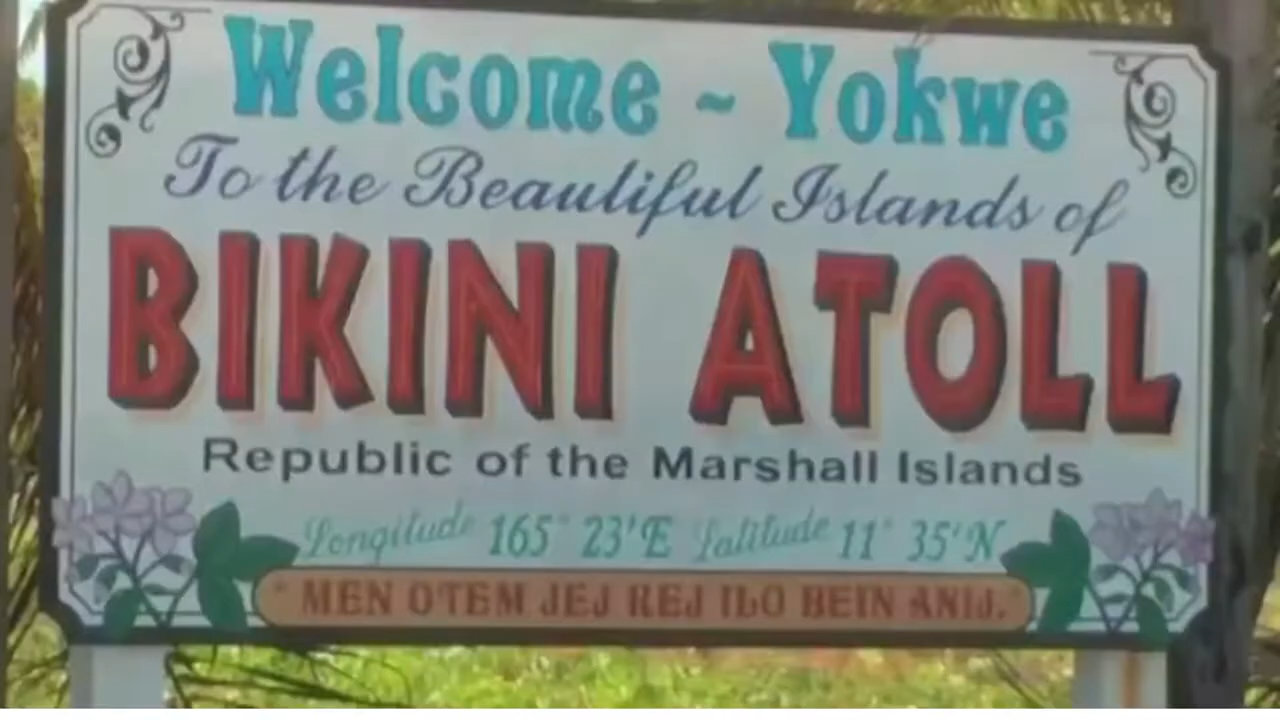 Welcome ~ Yokwe
To the Beautiful Islands of
BIKINI ATOLL
Republic of the Marshall Islands
Longitude 165° 23'E Latitude 11° 35'N
"MEN OTEM JEJ REJ ILO BEIN ANIJ."